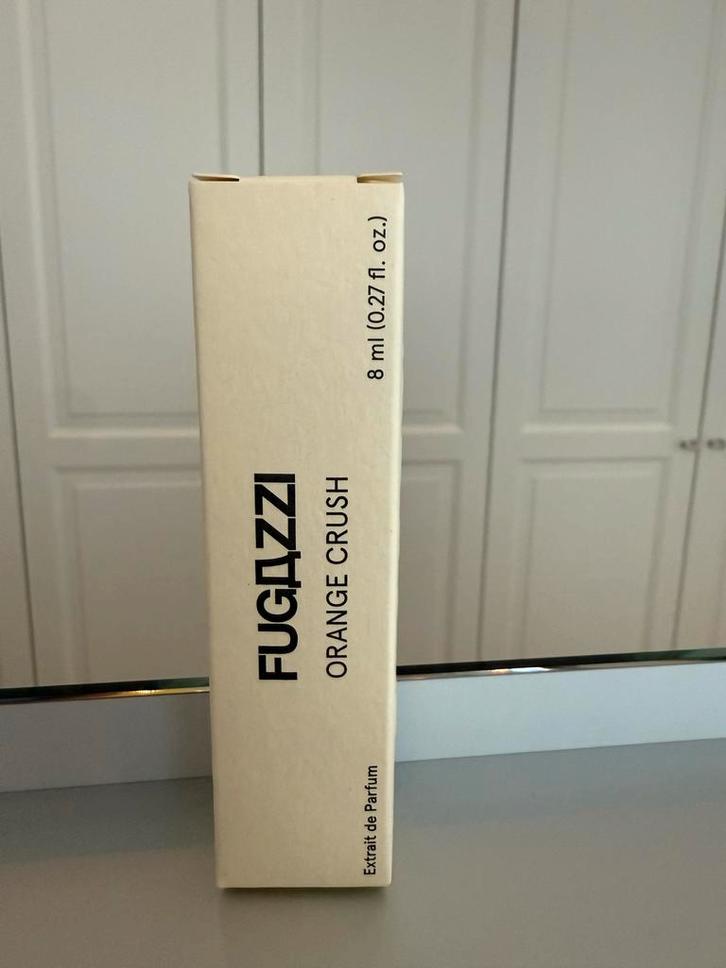 FUGДZZI
ORANGE CRUSH
8 ml (0.27 fl. oz.)
Extrait de Parfum